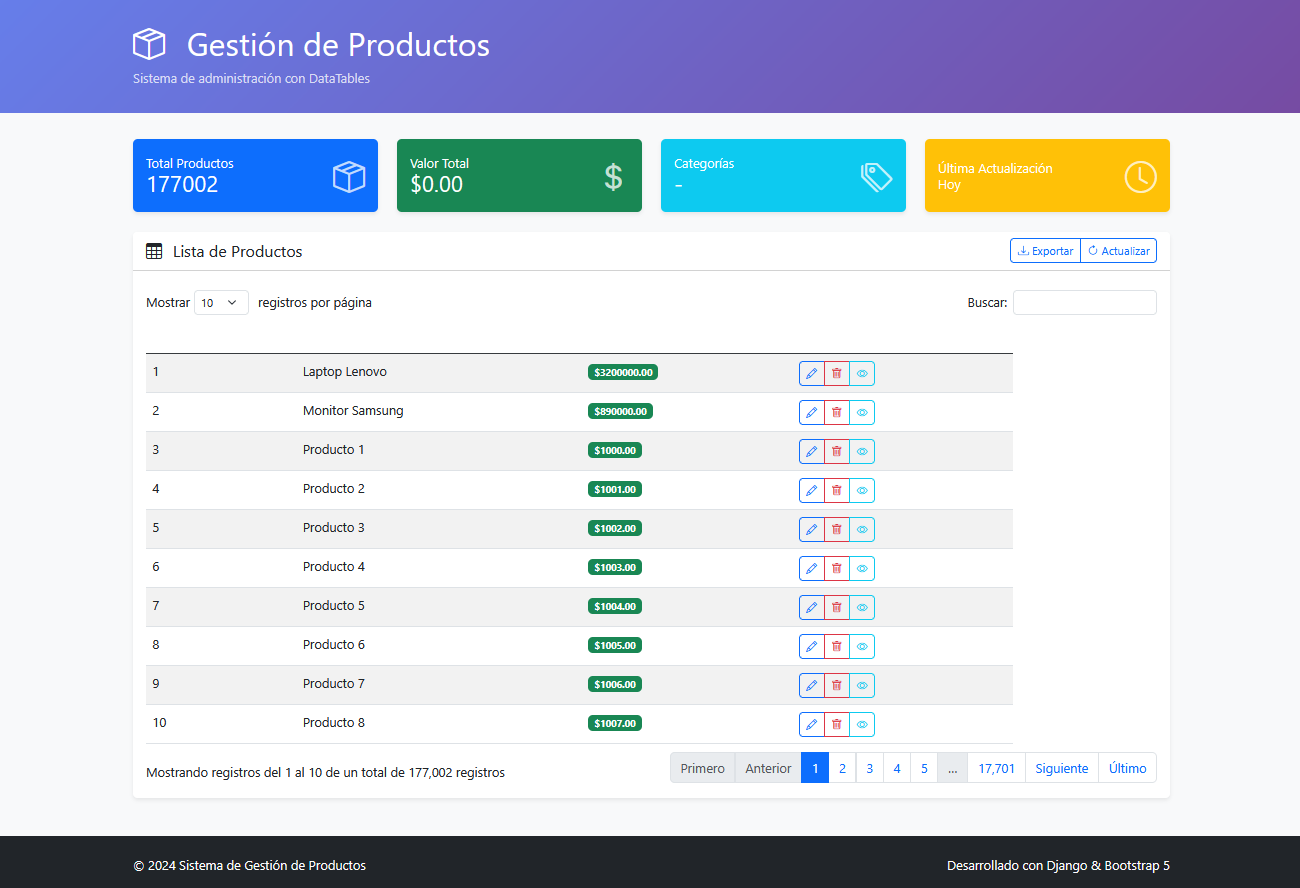 Gestión de Productos
Sistema de administración con DataTables
Total Productos
177002
Valor Total
$0.00
Categorías
-
Última Actualización
Hoy
Lista de Productos
Exportar Actualizar
Mostrar 10 registros por página
Buscar:
1 Laptop Lenovo $3200000.00
2 Monitor Samsung $890000.00
3 Producto 1 $1000.00
4 Producto 2 $1001.00
5 Producto 3 $1002.00
6 Producto 4 $1003.00
7 Producto 5 $1004.00
8 Producto 6 $1005.00
9 Producto 7 $1006.00
10 Producto 8 $1007.00
Mostrando registros del 1 al 10 de un total de 177,002 registros
Primero Anterior 1 2 3 4 5 ... 17,701 Siguiente Último
© 2024 Sistema de Gestión de Productos
Desarrollado con Django & Bootstrap 5